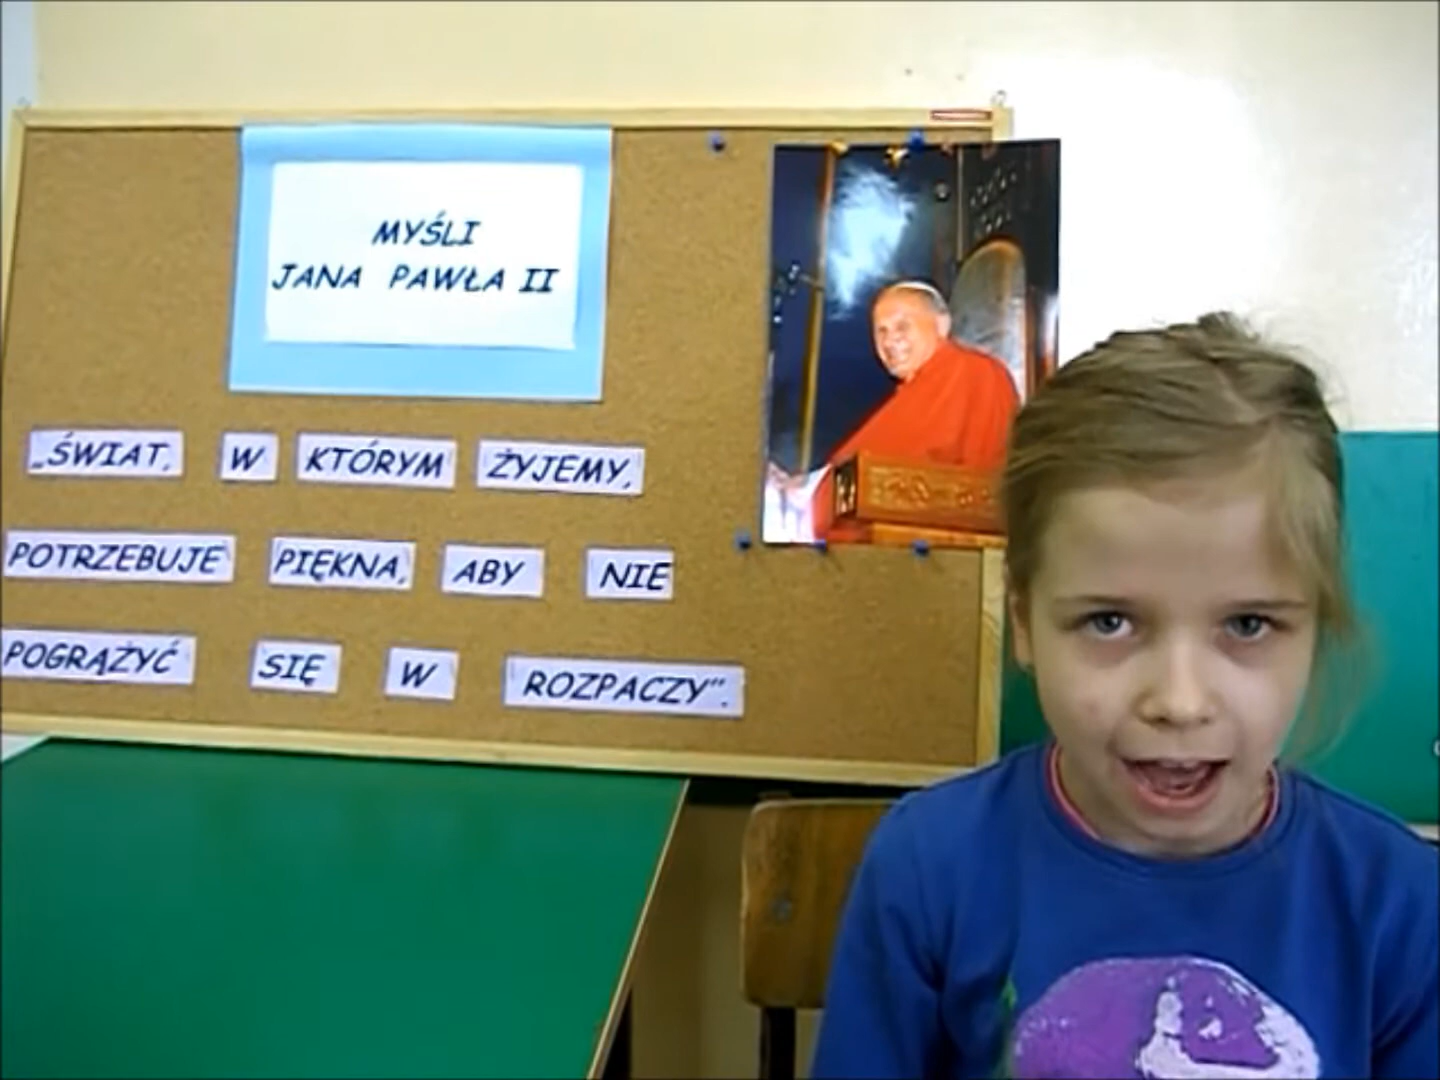 MYŚLI
JANA PAWŁA II
„ŚWIAT, W KTÓRYM ŻYJEMY,
POTRZEBUJE PIĘKNA, ABY NIE
POGRĄŻYĆ SIĘ W ROZPACZY”.